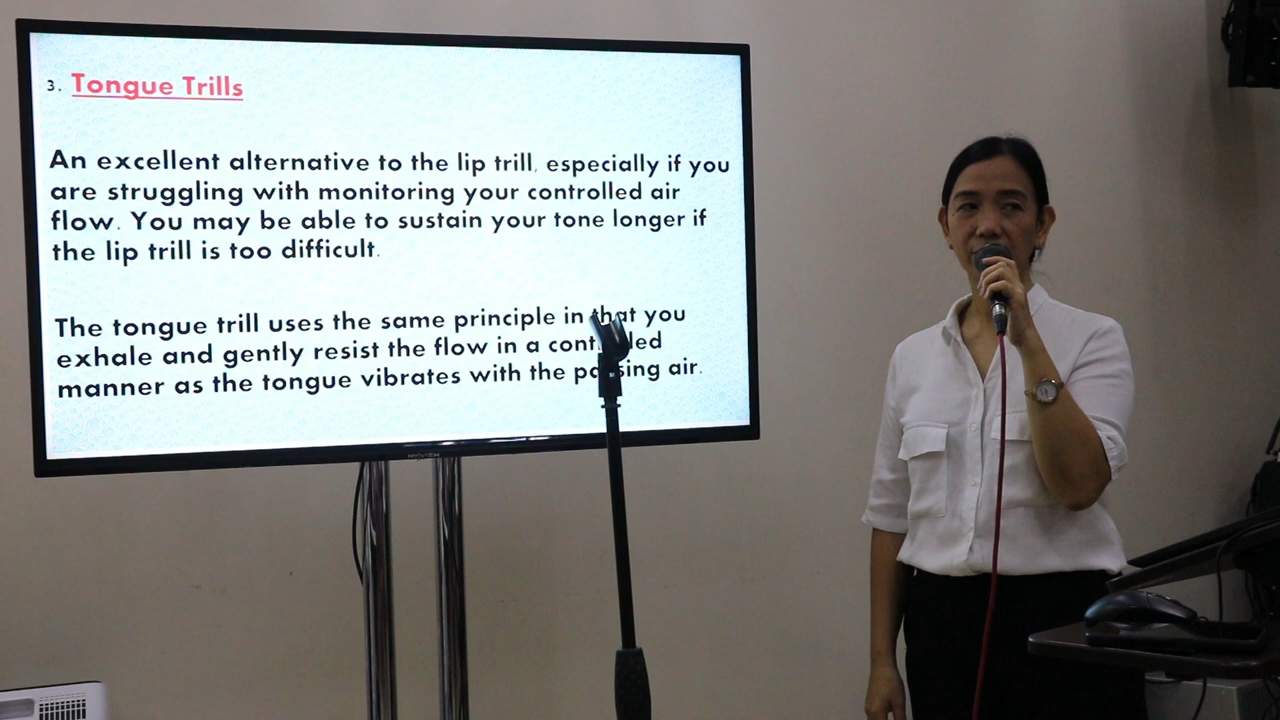 3. Tongue Trills
An excellent alternative to the lip trill, especially if you
are struggling with monitoring your controlled air
flow. You may be able to sustain your tone longer if
the lip trill is too difficult.
The tongue trill uses the same principle in that you
exhale and gently resist the flow in a controlled
manner as the tongue vibrates with the passing air.